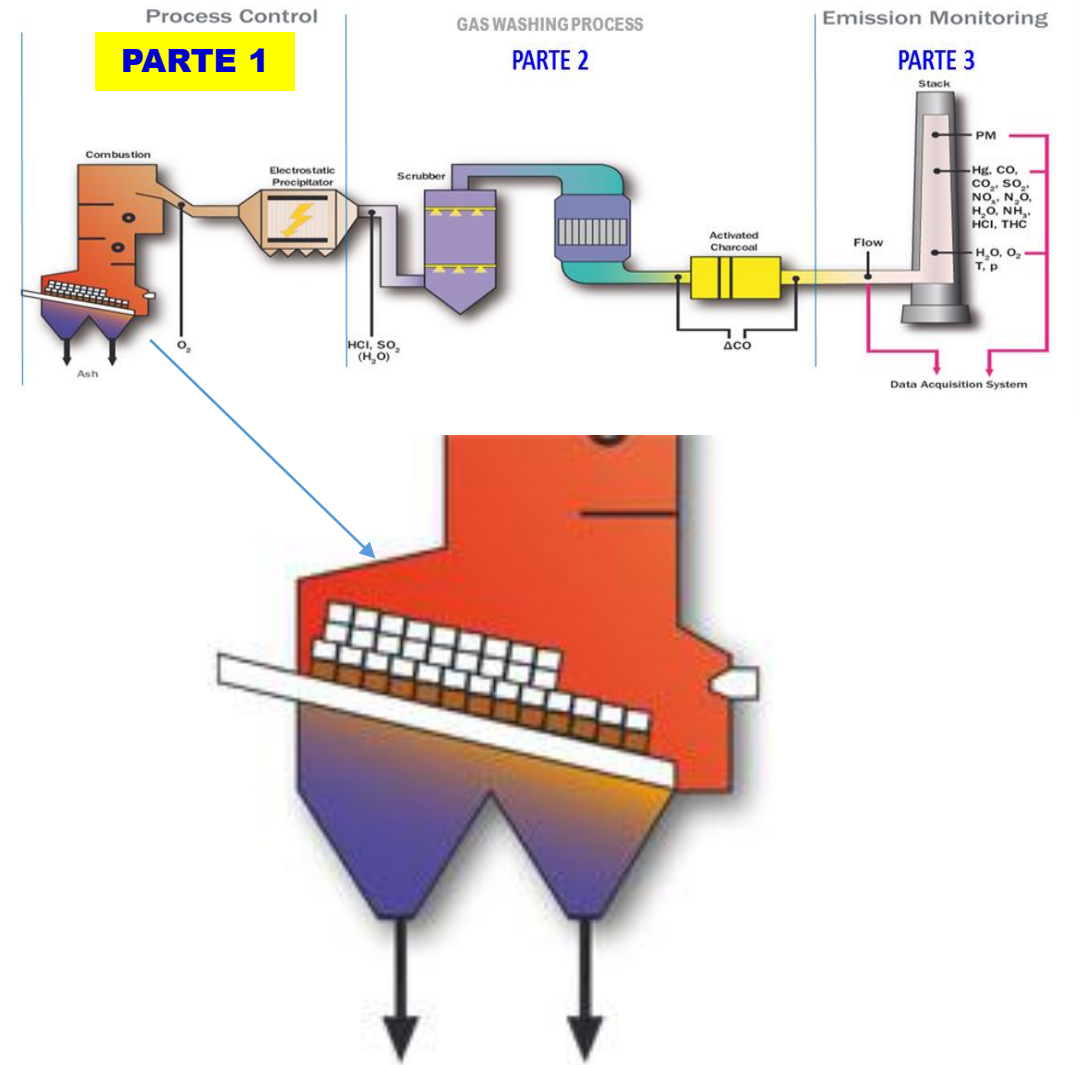 Process Control
GAS WASHING PROCESS
Emission Monitoring
PARTE 1
PARTE 2
PARTE 3
Combustion
Electrostatic
Precipitator
O₂
Ash
Scrubber
HCl, SO₂
(H₂O)
Activated
Charcoal
ΔCO
Flow
Stack
PM
Hg, CO,
CO₂, SO₂,
NOₓ, N₂O,
H₂O, NH₃,
HCl, THC
H₂O, O₂
T, p
Data Acquisition System